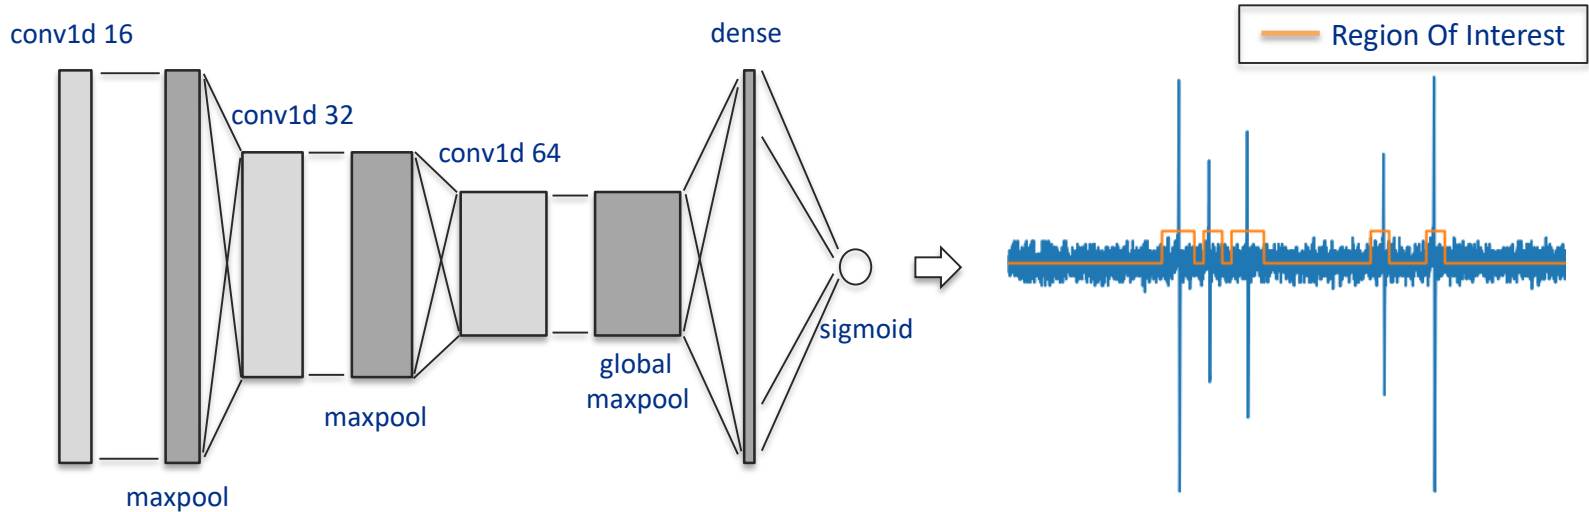 conv1d 16
maxpool
conv1d 32
maxpool
conv1d 64
global
maxpool
dense
sigmoid
Region Of Interest